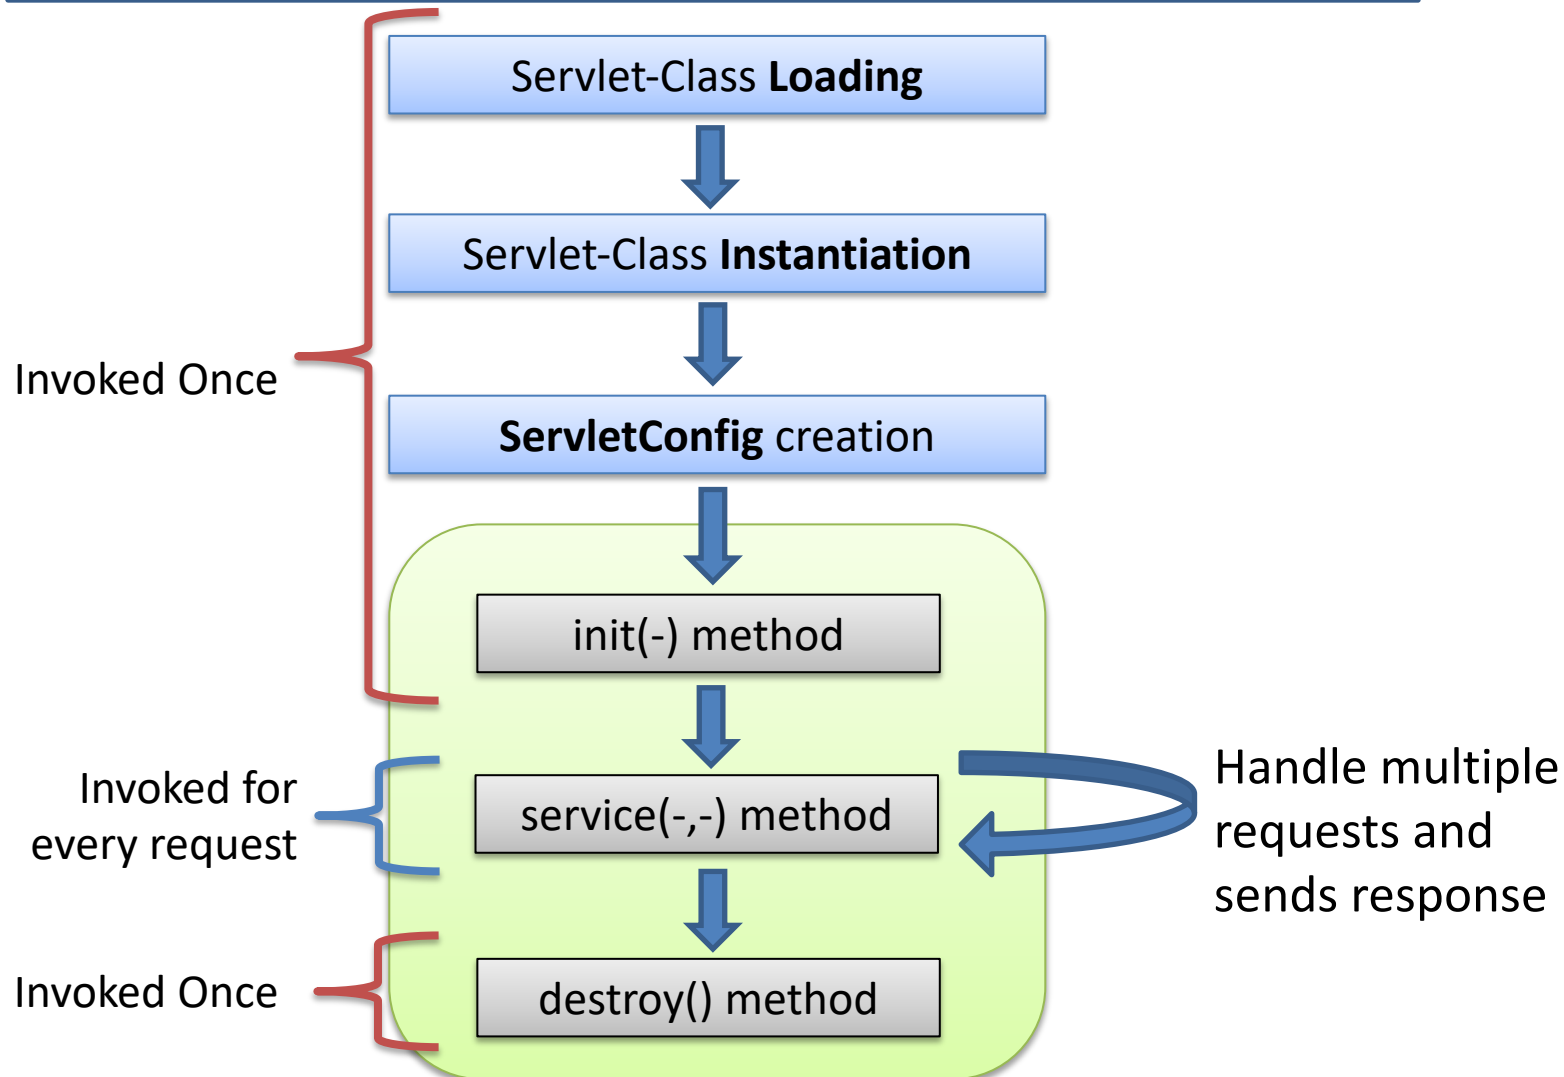 Servlet-Class Loading
Servlet-Class Instantiation
Invoked Once
ServletConfig creation
init(-) method
Invoked for
every request
service(-,-) method
Handle multiple
requests and
sends response
Invoked Once
destroy() method